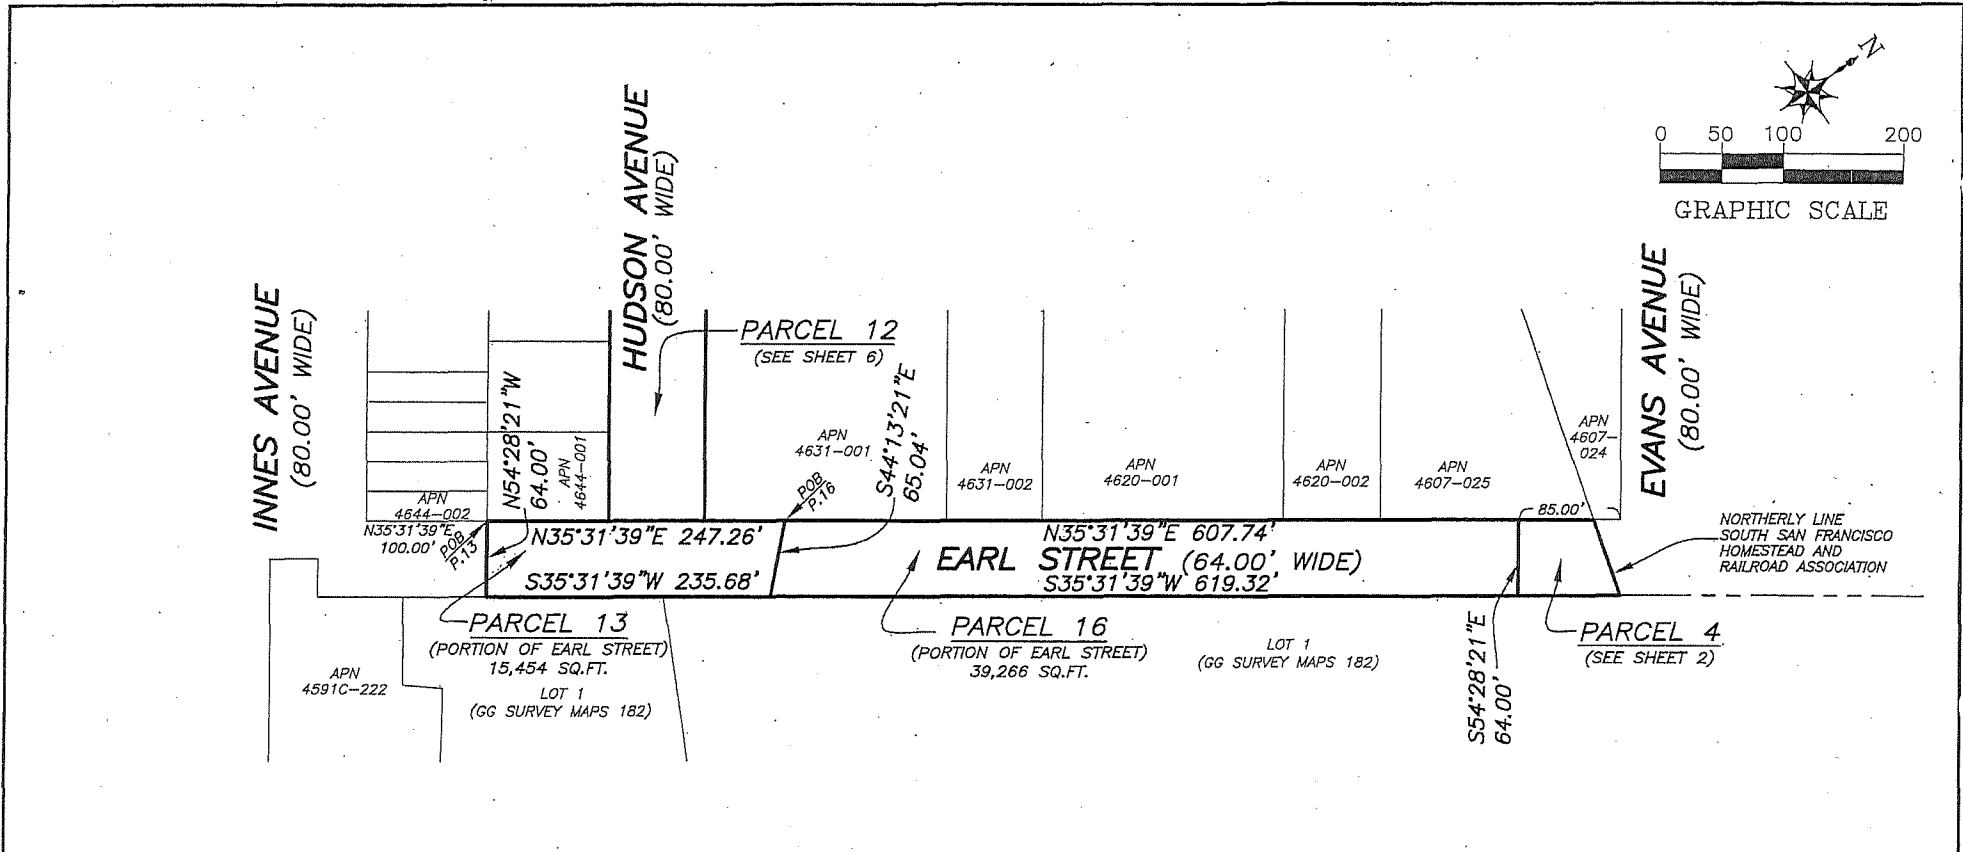 N
0 50 100 200
GRAPHIC SCALE
INNES AVENUE
(80.00' WIDE)
HUDSON AVENUE
(80.00' WIDE)
EVANS AVENUE
(80.00' WIDE)
PARCEL 12
(SEE SHEET 6)
N54°28'21"W
64.00'
APN
4644-001
APN
4644-002
APN
4631-001
S44°13'21"E
65.04'
APN
4631-002
APN
4620-001
APN
4620-002
APN
4607-025
APN
4607-
024
85.00'
N35°31'39"E
100.00'
POB
P.13
POB
P.16
N35°31'39"E 247.26'
S35°31'39"W 235.68'
N35°31'39"E 607.74'
EARL STREET (64.00' WIDE)
S35°31'39"W 619.32'
NORTHERLY LINE
SOUTH SAN FRANCISCO
HOMESTEAD AND
RAILROAD ASSOCIATION
PARCEL 13
(PORTION OF EARL STREET)
15,454 SQ.FT.
LOT 1
(GG SURVEY MAPS 182)
APN
4591C-222
PARCEL 16
(PORTION OF EARL STREET)
39,266 SQ.FT.
LOT 1
(GG SURVEY MAPS 182)
S54°28'21"E
64.00'
PARCEL 4
(SEE SHEET 2)